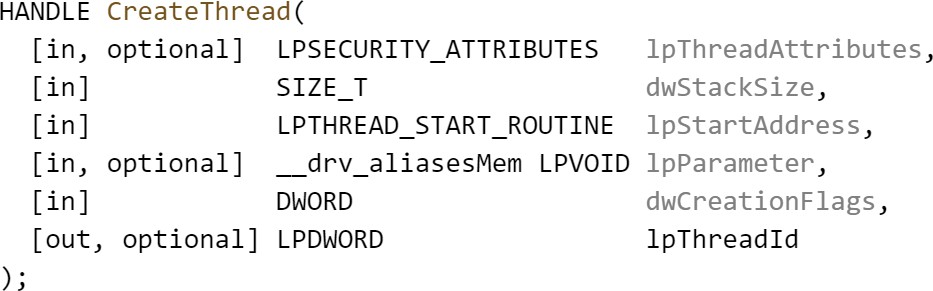 HANDLE CreateThread(
  [in, optional]  LPSECURITY_ATTRIBUTES   lpThreadAttributes,
  [in]            SIZE_T                  dwStackSize,
  [in]            LPTHREAD_START_ROUTINE  lpStartAddress,
  [in, optional]  __drv_aliasesMem LPVOID lpParameter,
  [in]            DWORD                   dwCreationFlags,
  [out, optional] LPDWORD                 lpThreadId
);